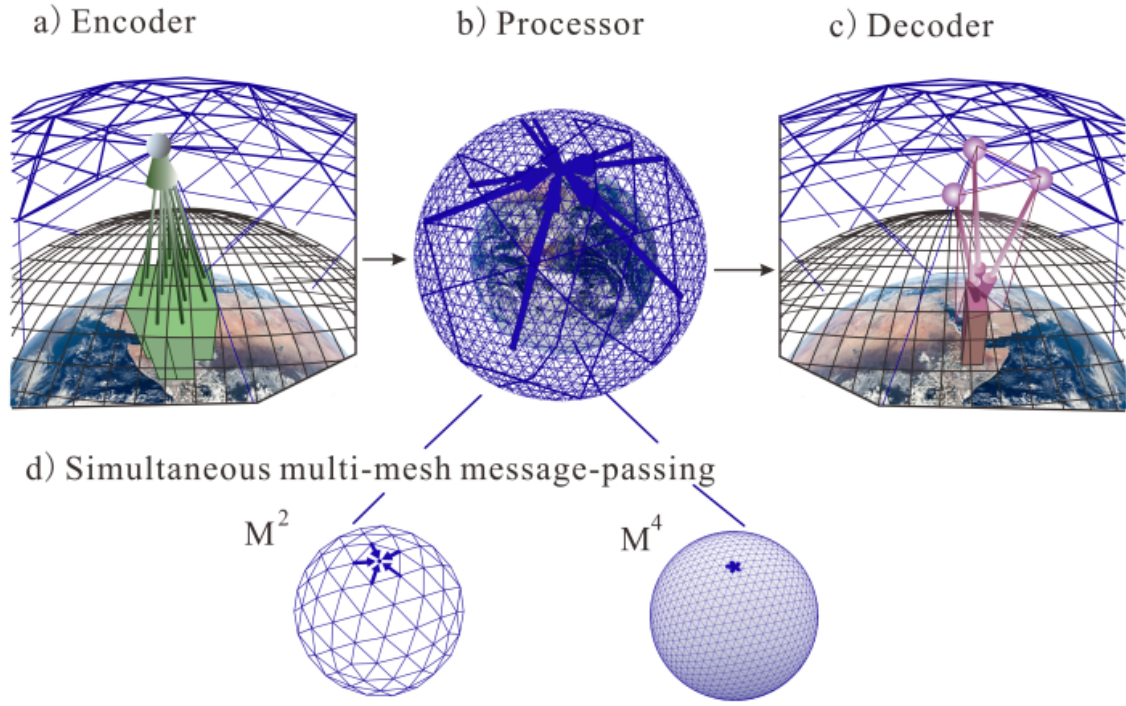 a) Encoder
b) Processor
c) Decoder
d) Simultaneous multi-mesh message-passing
M²
M⁴